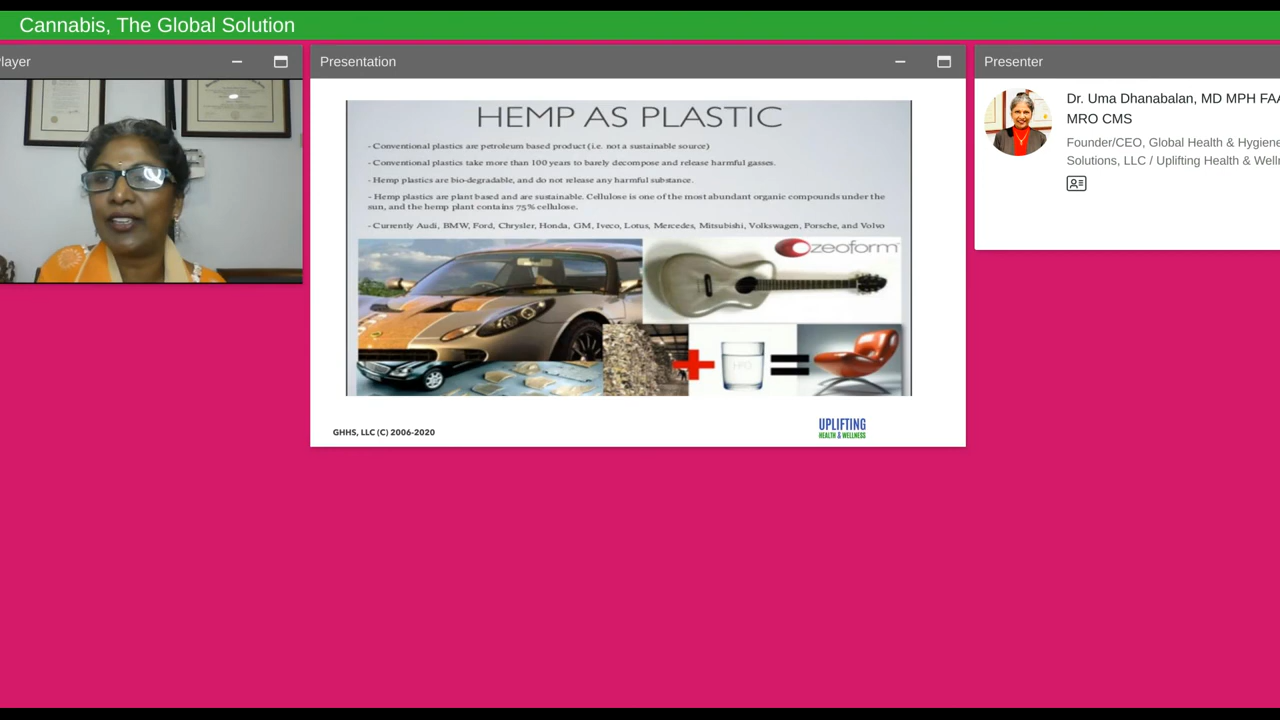 Cannabis, The Global Solution
layer
Presentation
Presenter
HEMP AS PLASTIC
- Conventional plastics are petroleum based product (i.e. not a sustainable source)
- Conventional plastics take more than 100 years to barely decompose and release harmful gasses.
- Hemp plastics are bio-degradable, and do not release any harmful substance.
- Hemp plastics are plant based and are sustainable. Cellulose is one of the most abundant organic compounds under the
sun, and the hemp plant contains 75% cellulose.
- Currently Audi, BMW, Ford, Chrysler, Honda, GM, Iveco, Lotus, Mercedes, Mitsubishi, Volkswagen, Porsche, and Volvo
zeoform™
H2O
GHHS, LLC (C) 2006-2020
UPLIFTING
HEALTH & WELLNESS
Dr. Uma Dhanabalan, MD MPH FAA
MRO CMS
Founder/CEO, Global Health & Hygiene
Solutions, LLC / Uplifting Health & Well